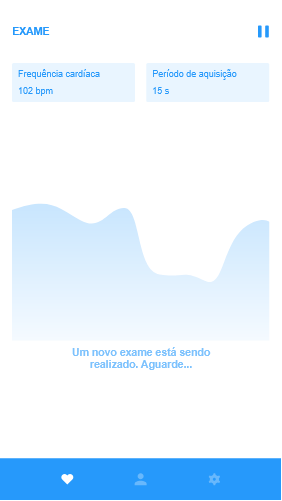 EXAME
Frequência cardíaca
102 bpm
Período de aquisição
15 s
Um novo exame está sendo
realizado. Aguarde...